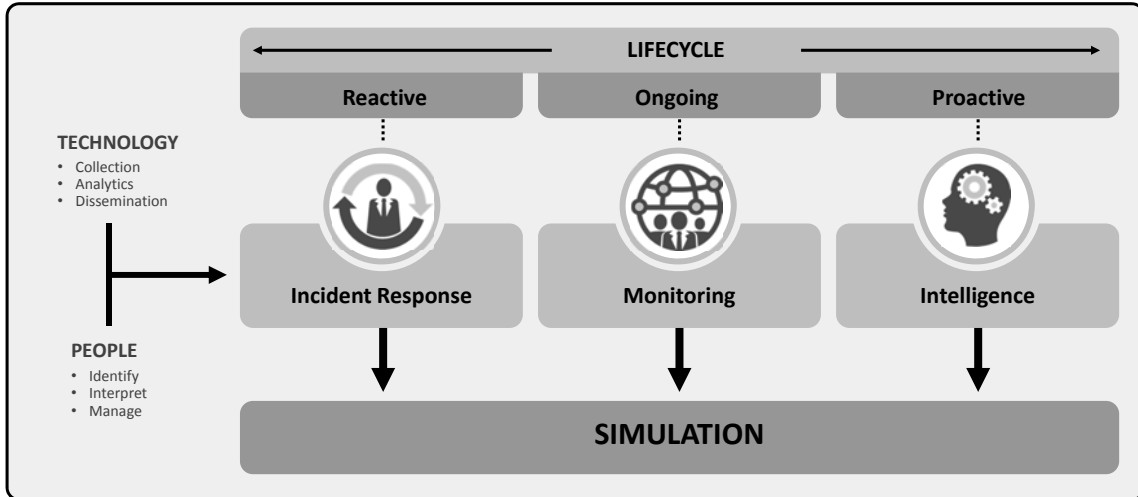 LIFECYCLE
Reactive
Ongoing
Proactive
TECHNOLOGY
• Collection
• Analytics
• Dissemination
Incident Response
Monitoring
Intelligence
PEOPLE
• Identify
• Interpret
• Manage
SIMULATION